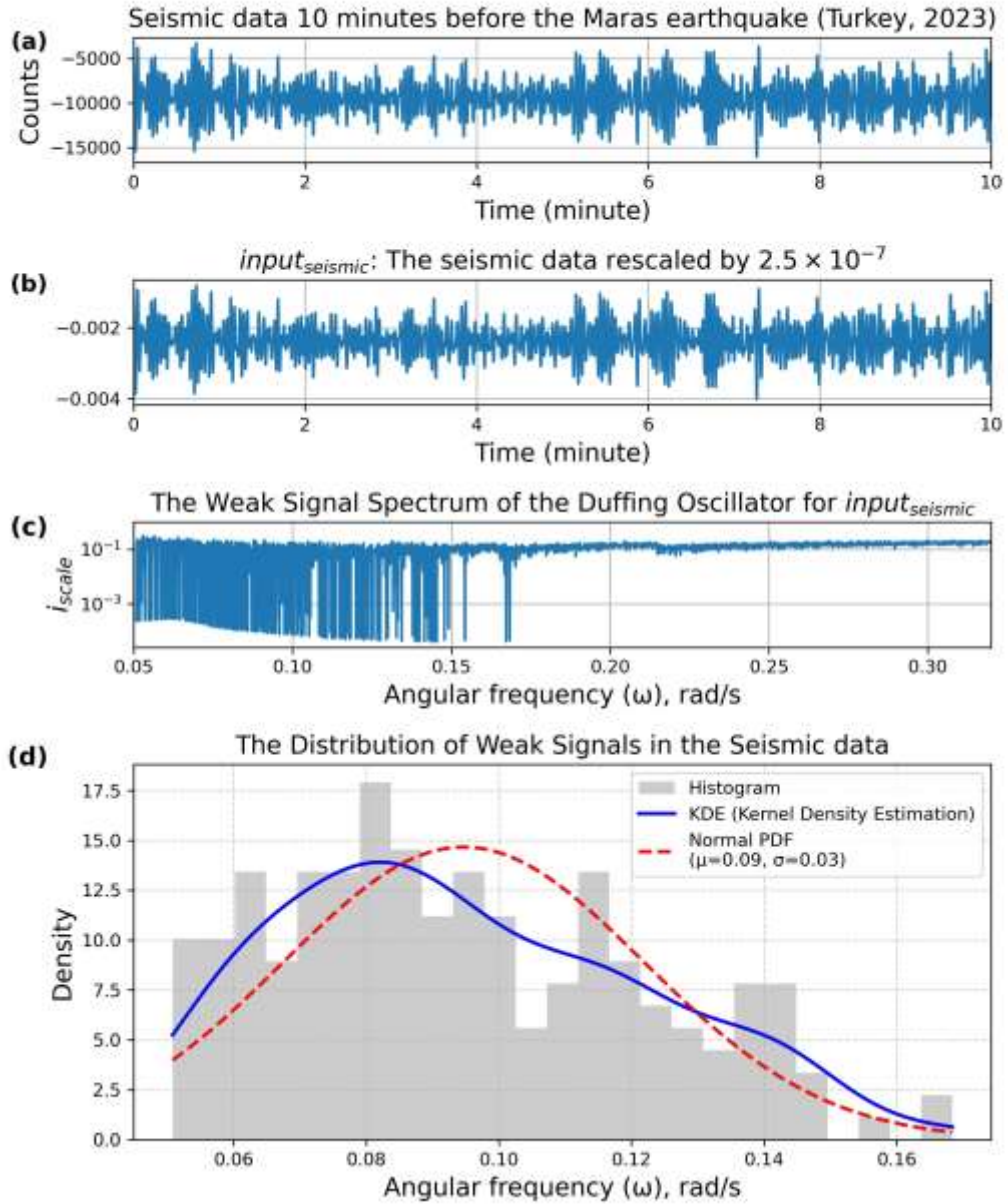 Seismic data 10 minutes before the Maras earthquake (Turkey, 2023)
(a)
Counts
−5000
−10000
−15000
0 2 4 6 8 10
Time (minute)
input_seismic: The seismic data rescaled by 2.5 × 10⁻⁷
(b)
−0.002
−0.004
0 2 4 6 8 10
Time (minute)
The Weak Signal Spectrum of the Duffing Oscillator for input_seismic
(c)
i_scale
10⁻¹
10⁻³
0.05 0.10 0.15 0.20 0.25 0.30
Angular frequency (ω), rad/s
The Distribution of Weak Signals in the Seismic data
(d)
Density
17.5
15.0
12.5
10.0
7.5
5.0
2.5
0.0
Histogram
KDE (Kernel Density Estimation)
Normal PDF
(μ=0.09, σ=0.03)
0.06 0.08 0.10 0.12 0.14 0.16
Angular frequency (ω), rad/s